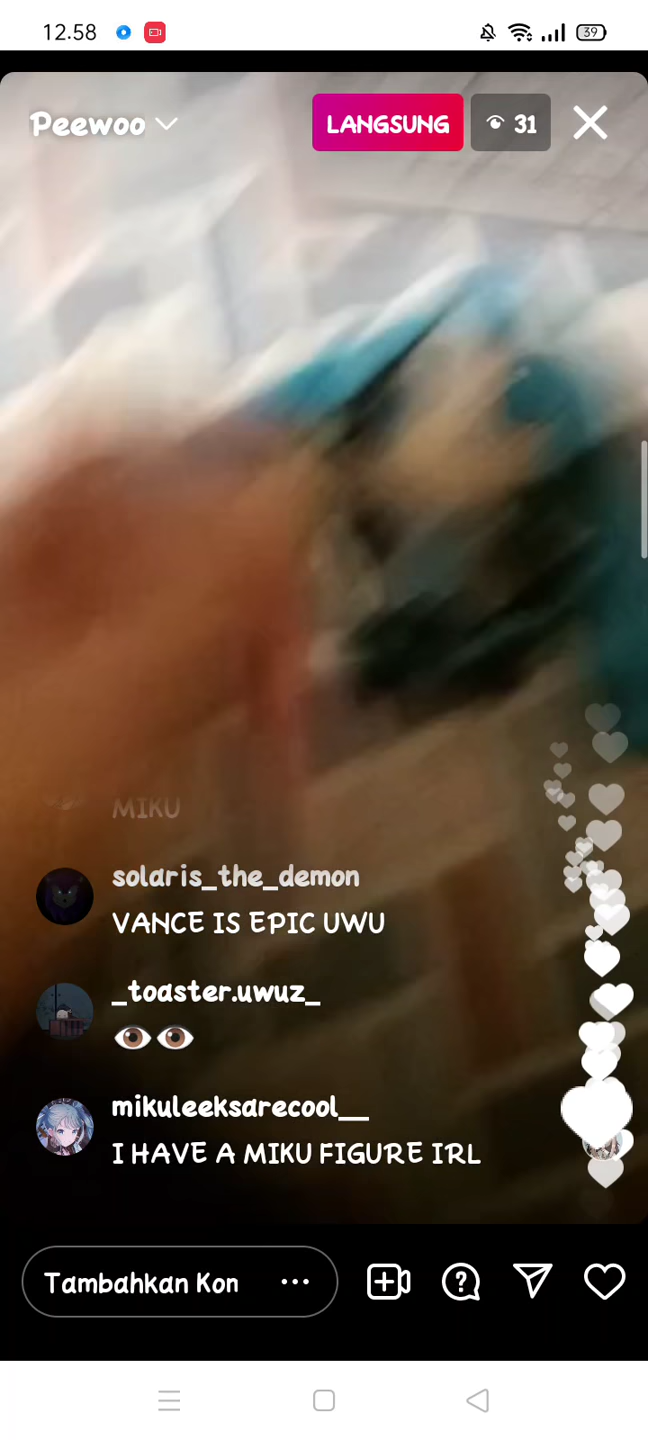 12.58
39
Peewoo
LANGSUNG
31
MIKU
solaris_the_demon
VANCE IS EPIC UWU
_toaster.uwuz_
👁️👁️
mikuleeksarecool__
I HAVE A MIKU FIGURE IRL
Tambahkan Kon